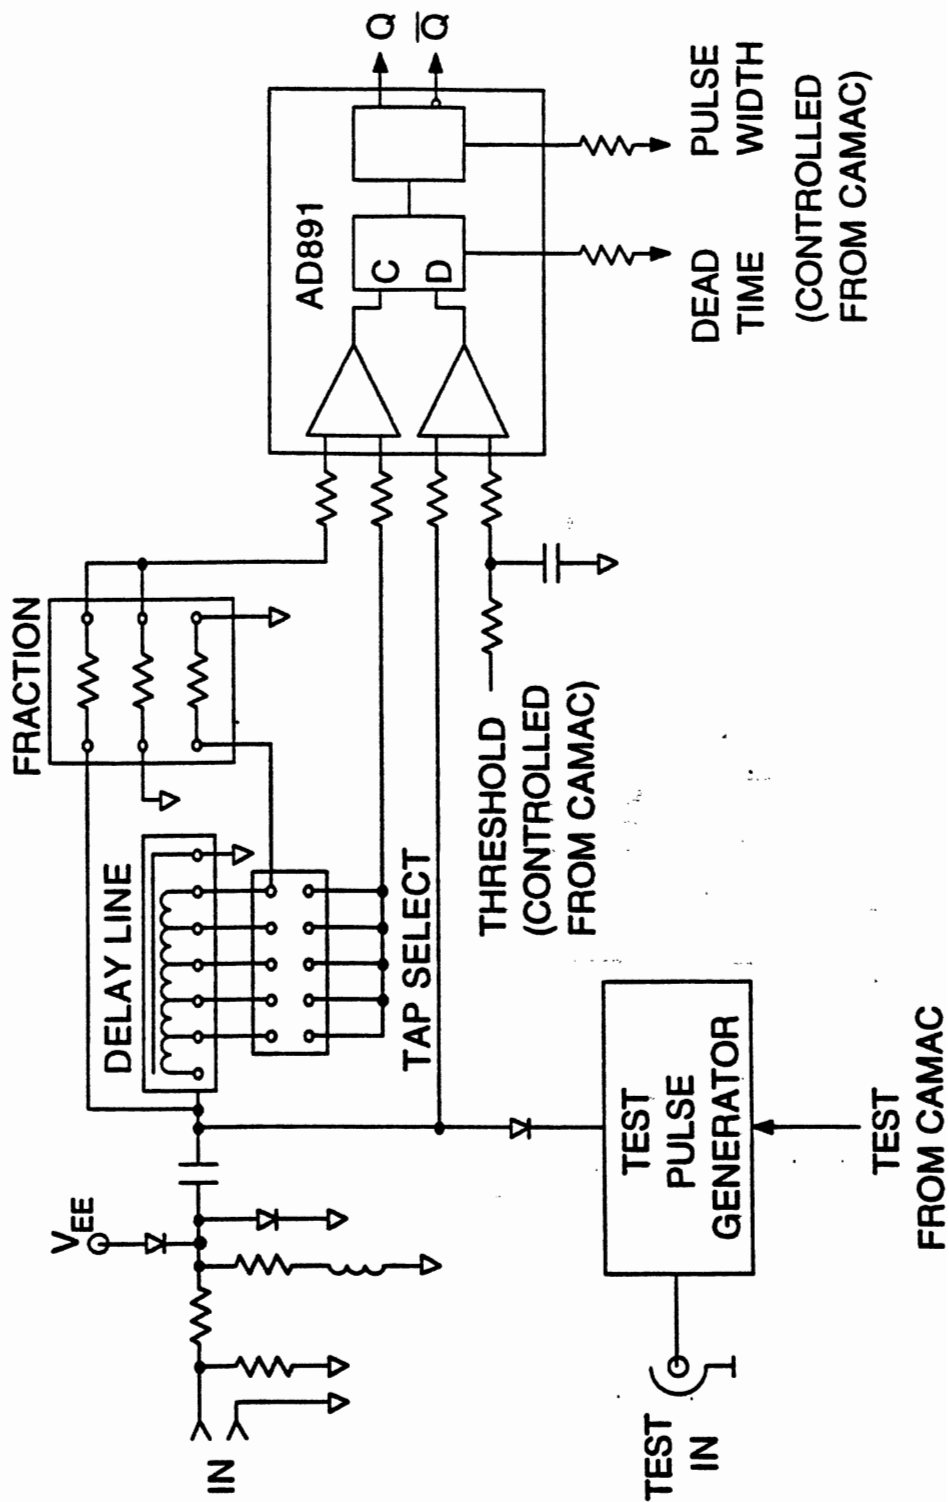 IN
V_EE
DELAY LINE
FRACTION
TAP SELECT
THRESHOLD
(CONTROLLED
FROM CAMAC)
AD891
C
D
Q
Q̅
DEAD
TIME
PULSE
WIDTH
(CONTROLLED
FROM CAMAC)
TEST
IN
TEST
PULSE
GENERATOR
TEST
FROM CAMAC